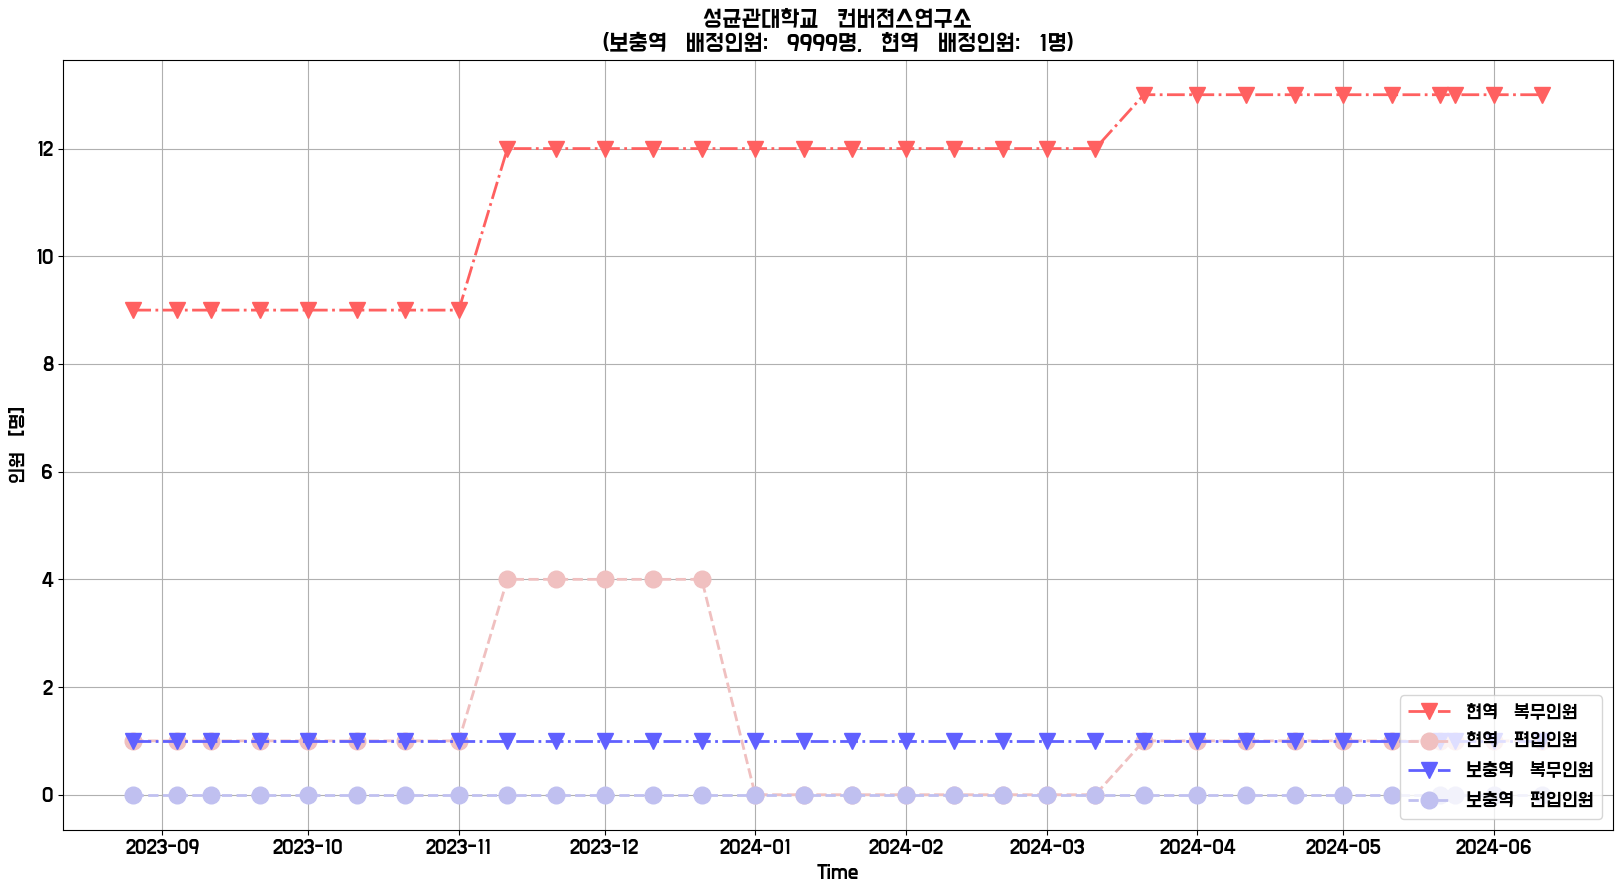 성균관대학교 컨버젼스연구소
(보충역 배정인원: 9999명, 현역 배정인원: 1명)
인원 [명]
12
10
8
6
4
2
0
현역 복무인원
현역 편입인원
보충역 복무인원
보충역 편입인원
2023-09 2023-10 2023-11 2023-12 2024-01 2024-02 2024-03 2024-04 2024-05 2024-06
Time